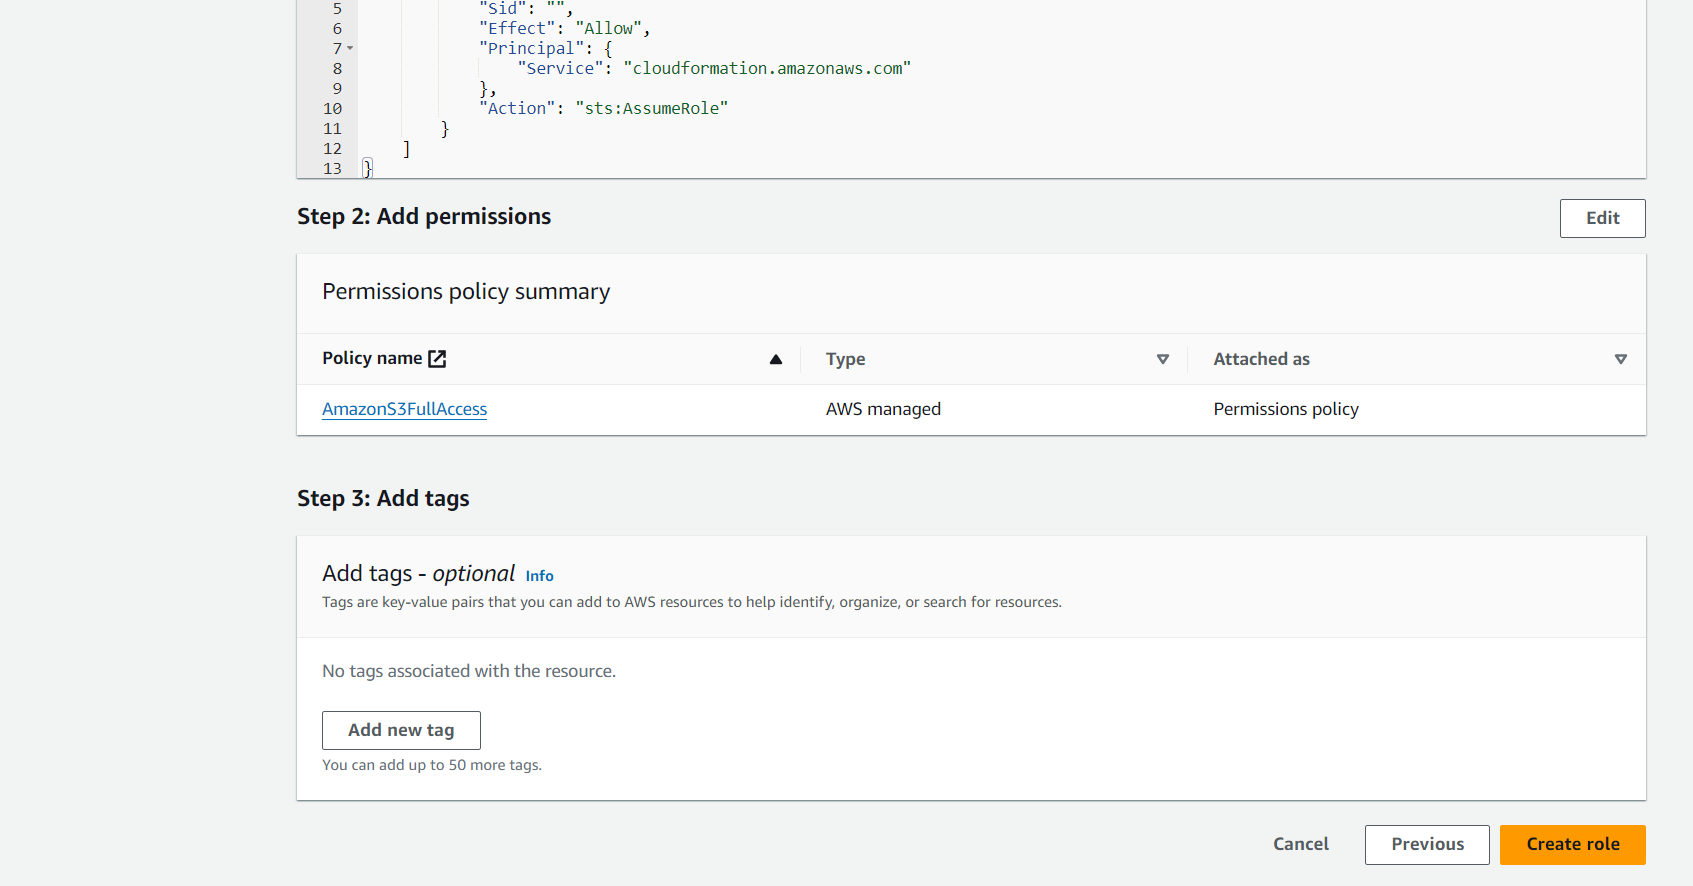 5 "Sid": "",
6 "Effect": "Allow",
7 "Principal": {
8 "Service": "cloudformation.amazonaws.com"
9 },
10 "Action": "sts:AssumeRole"
11 }
12 ]
13 }
Step 2: Add permissions
Edit
Permissions policy summary
Policy name Type Attached as
AmazonS3FullAccess AWS managed Permissions policy
Step 3: Add tags
Add tags - optional Info
Tags are key-value pairs that you can add to AWS resources to help identify, organize, or search for resources.
No tags associated with the resource.
Add new tag
You can add up to 50 more tags.
Cancel Previous Create role